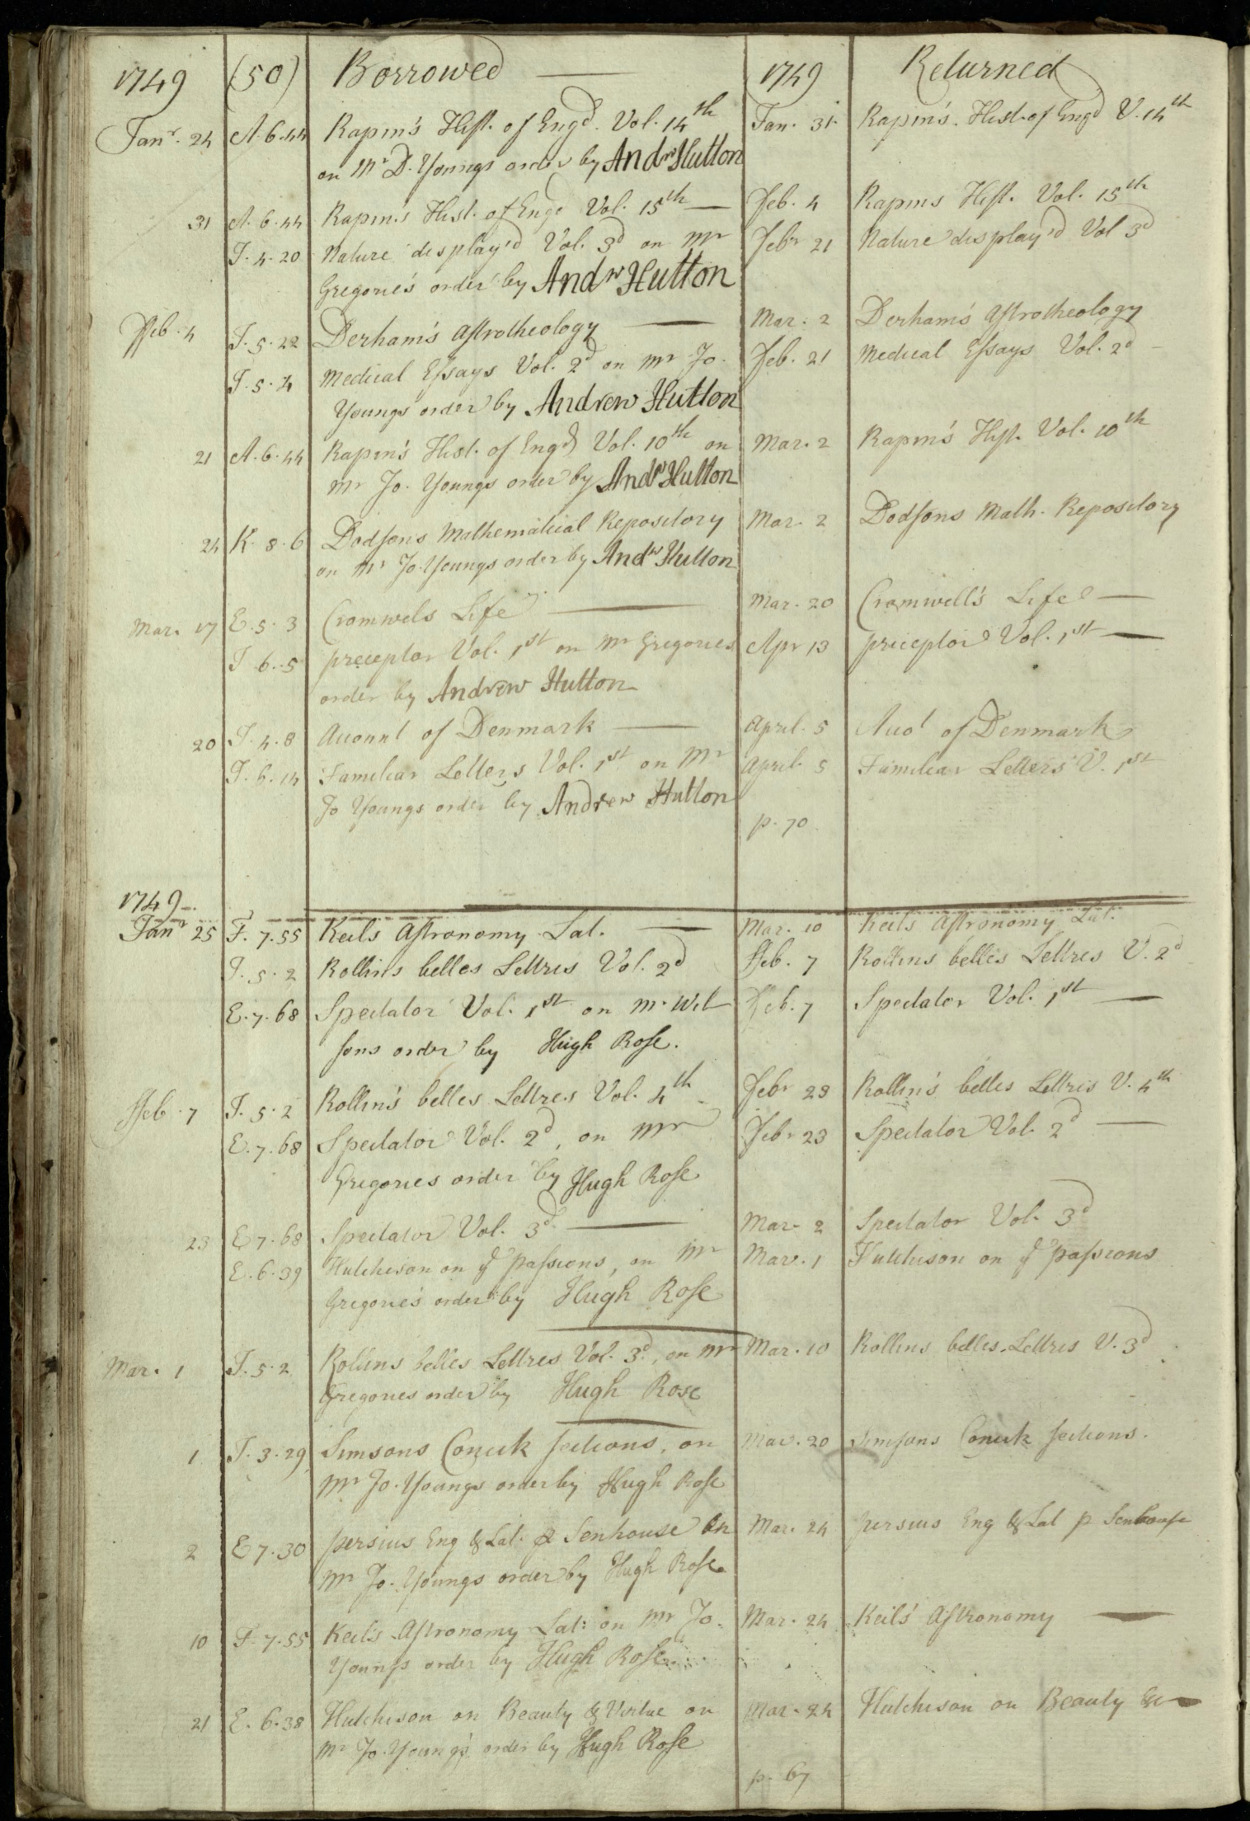 1749 (50) Borrowed 1749 Returned
Janr. 24 A.6.44 Rapin's Hist. of Engd. Vol. 14th Jan. 31 Rapin's Hist. of Engd V. 14th
on Mr D. Youngs order by Andw Hutton
31 A.6.44 Rapin's Hist. of Engd Vol. 15th Feb. 4 Rapins Hist. Vol. 15th
J.4.20 Nature display'd Vol. 3d on Mr Febr 21 Nature display'd Vol 3d
Gregorie's order by Andw Hutton
Feb. 4 J.5.22 Derham's Astrotheology Mar. 2 Derham's Astrotheology
J.5.4 Medical Essays Vol. 2d on Mr Jo. Feb. 21 Medical Essays Vol. 2d
Youngs order by Andrew Hutton
21 A.6.44 Rapin's Hist. of Engd Vol. 10th on Mar. 2 Rapin's Hist. Vol. 10th
Mr Jo. Youngs order by Andw Hutton
24 K.8.6 Dodsons Mathematical Repository Mar. 2 Dodsons Math. Repository
on Mr Jo. Youngs order by Andw Hutton
Mar. 17 E.5.3 Cromwels Life Mar. 20 Cromwell's Life
J 6.5 preceptor Vol. 1st on Mr Gregories Apr 13 preceptor Vol. 1st
order by Andrew Hutton
20 J.4.8 Account of Denmark April. 5 Acct of Denmark
J.6.14 Familiar Letters Vol. 1st on Mr April. 5 Familiar Letters V. 1st
Jo Youngs order by Andrew Hutton
p. 70
1749
Janr 25 F.7.55 Keils Astronomy Lat. Mar. 10 Keils Astronomy Lat.
J.5.2 Rollins belles Lettres Vol. 2d Feb. 7 Rollins belles Lettres V. 2d
E.7.68 Spectator Vol. 1st on Mr Wil Feb. 7 Spectator Vol. 1st
sons order by Hugh Rose.
Feb. 7 J.5.2 Rollin's belles Lettres Vol. 4th Febr 23 Rollin's belles Lettres V. 4th
E.7.68 Spectator Vol. 2d, on Mr Febr 23 Spectator Vol. 2d
Gregories order by Hugh Rose
23 E.7.68 Spectator Vol. 3d. Mar. 2 Spectator Vol. 3d
E.6.39 Hutcheson on ye passions, on Mr Mar. 1 Hutcheson on ye passions
Gregorie's order by Hugh Rose
Mar. 1 J.5.2 Rollins belles Lettres Vol. 3d, on Mr Mar. 10 Rollins belles Lettres V. 3d
Gregories order by Hugh Rose
1 J.3.29 Simsons Conick Sections, on Mar. 20 Simsons Conick Sections.
Mr Jo. Youngs order by Hugh Rose
2 E.7.30 persius Eng & Lat. p Senhouse on Mar. 24 persius Eng & Lat p Senhouse
Mr Jo. Youngs order by Hugh Rose
10 F.7.55 Keil's Astronomy Lat: on Mr Jo. Mar. 24 Keil's Astronomy
Youngs order by Hugh Rose
21 E.6.38 Hutcheson on Beauty & Virtue on Mar. 24 Hutcheson on Beauty &c
Mr Jo. Young's order by Hugh Rose
p. 67